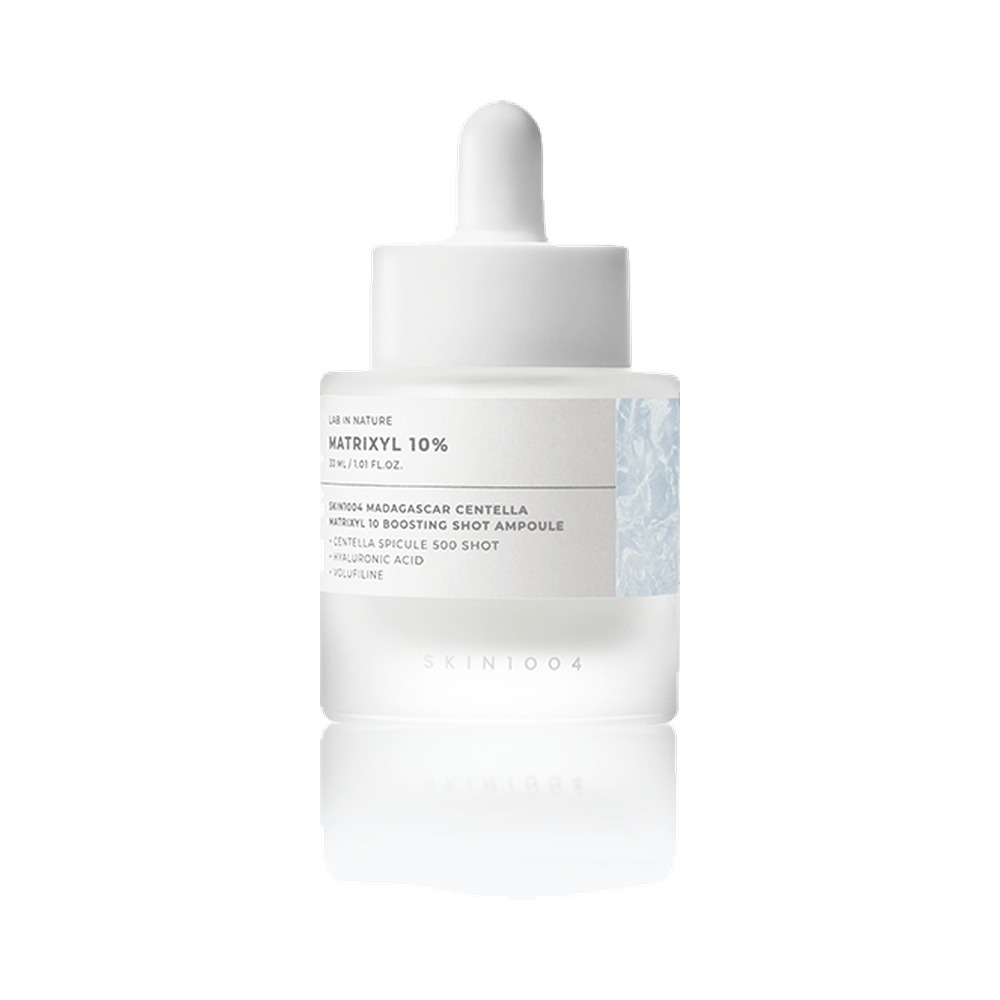 LAB IN NATURE
MATRIXYL 10%
30 ML / 1.01 FL.OZ.
SKIN1004 MADAGASCAR CENTELLA
MATRIXYL 10 BOOSTING SHOT AMPOULE
• CENTELLA SPICULE 500 SHOT
• HYALURONIC ACID
• VOLUFILINE
SKIN1004